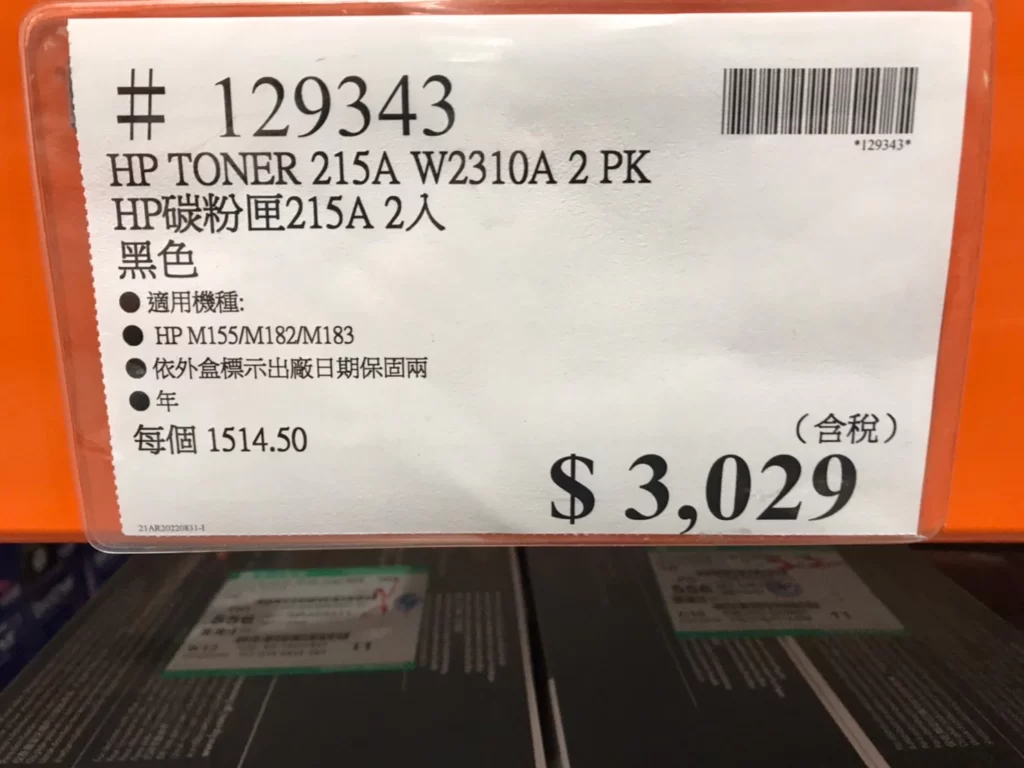 # 129343
*129343*
HP TONER 215A W2310A 2 PK
HP碳粉匣215A 2入
黑色
● 適用機種:
● HP M155/M182/M183
● 依外盒標示出廠日期保固兩
● 年
每個 1514.50
（含稅）
$ 3,029
21AR20220831-1